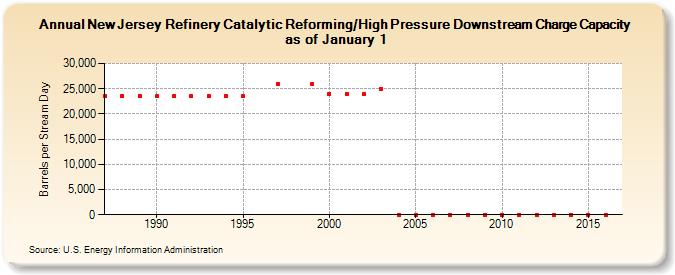 Annual New Jersey Refinery Catalytic Reforming/High Pressure Downstream Charge Capacity
as of January 1
Barrels per Stream Day
30,000
25,000
20,000
15,000
10,000
5,000
0
1990 1995 2000 2005 2010 2015
Source: U.S. Energy Information Administration